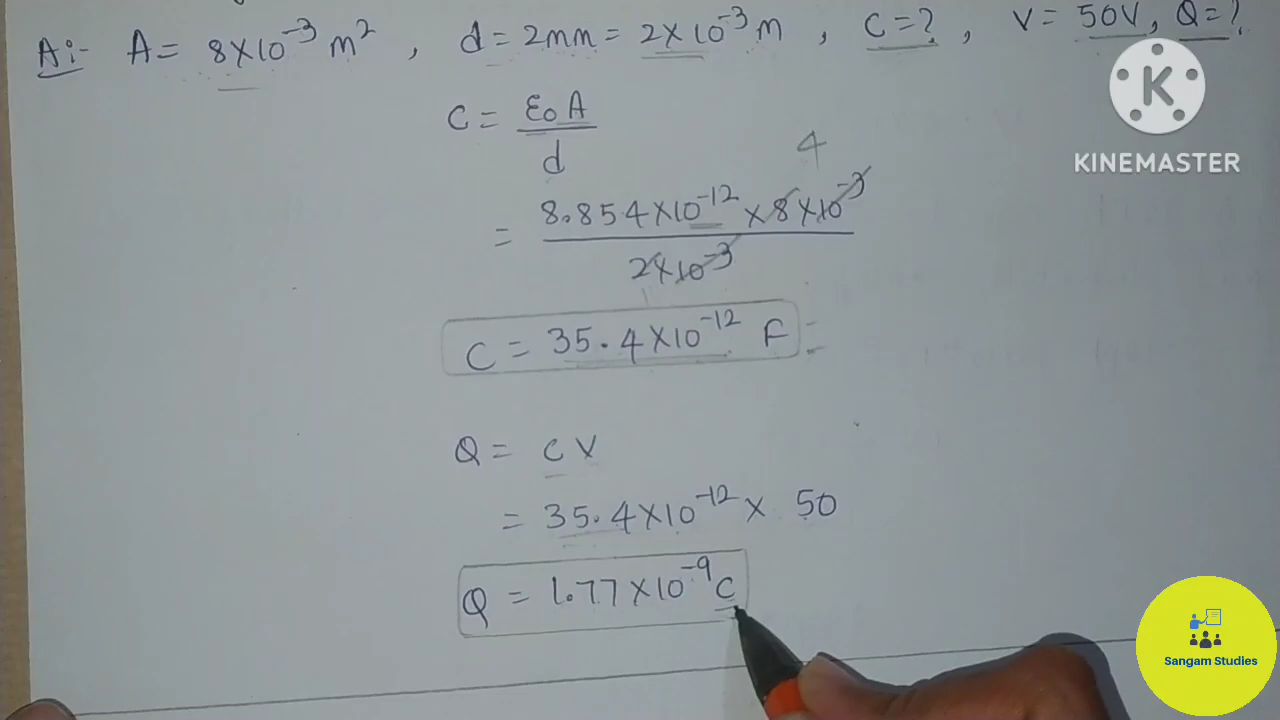 A:- A = 8×10⁻³ m² , d = 2mm = 2×10⁻³ m , C = ? , V = 50V, Q = ?
KINEMASTER
C = ε₀A
d
4
= 8.854×10⁻¹² × 8×10⁻³
2×10⁻³
C = 35.4×10⁻¹² F
Q = CV
= 35.4×10⁻¹² × 50
Q = 1.77×10⁻⁹ C
Sangam Studies